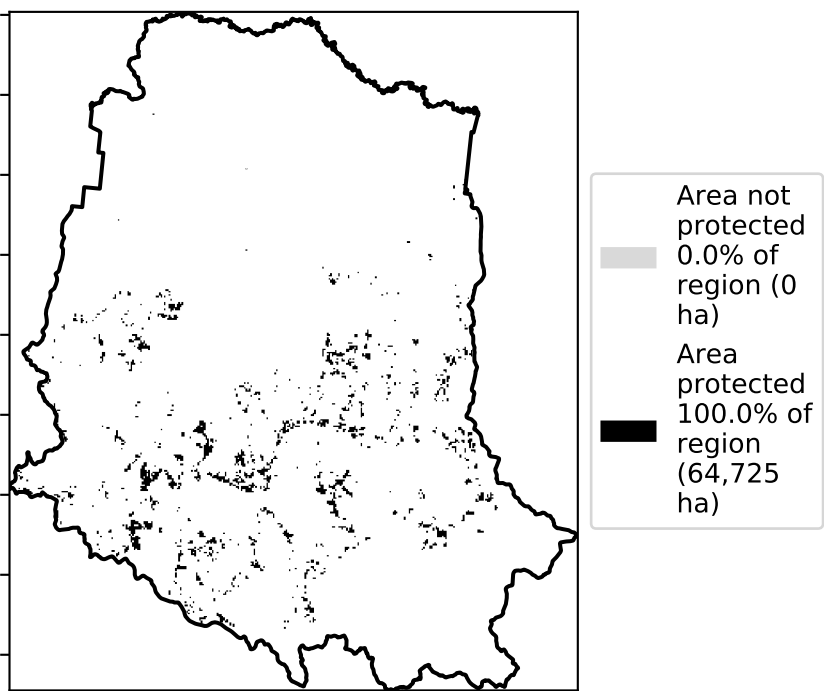 Area not
protected
0.0% of
region (0
ha)
Area
protected
100.0% of
region
(64,725
ha)